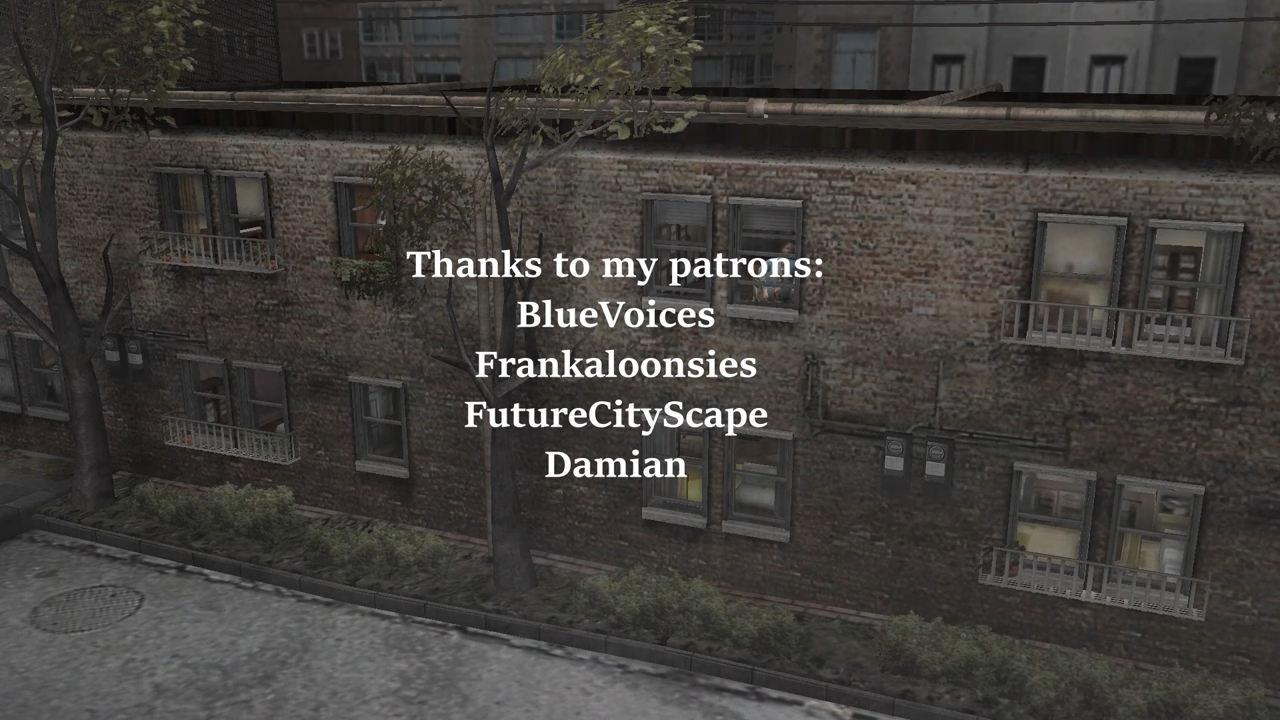 Thanks to my patrons:
BlueVoices
Frankaloonsies
FutureCityScape
Damian